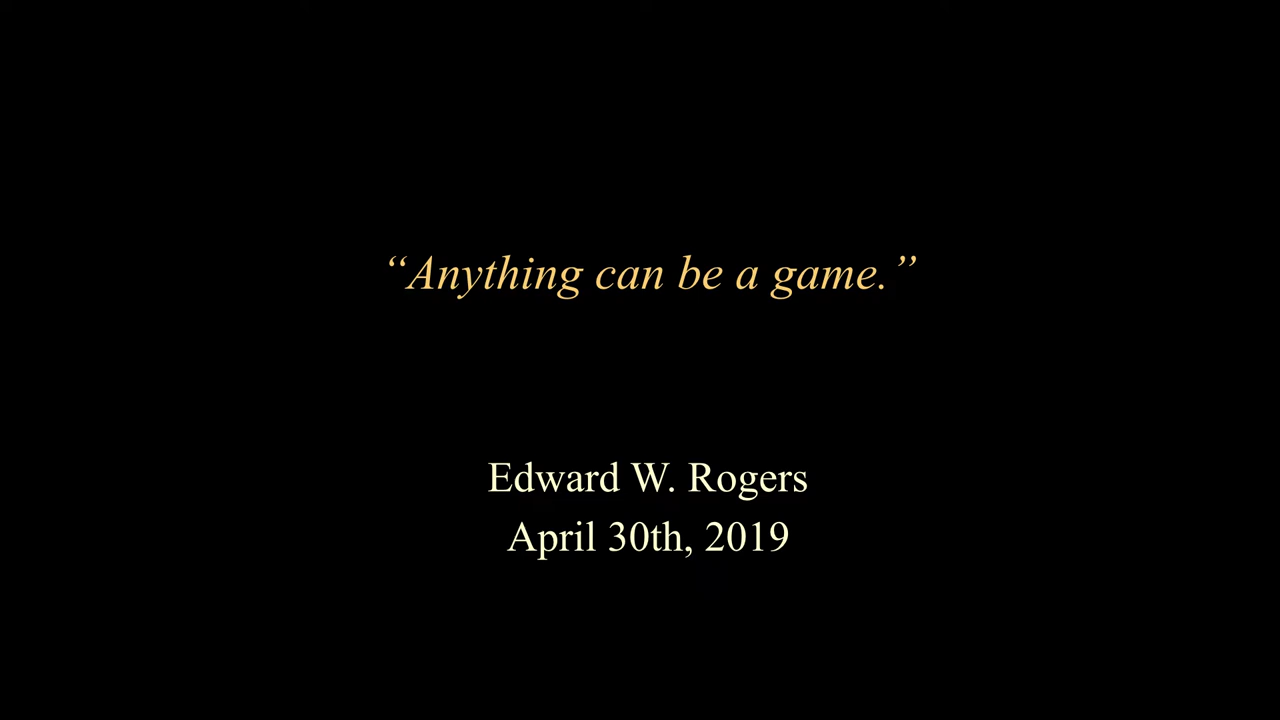 “Anything can be a game.”
Edward W. Rogers
April 30th, 2019